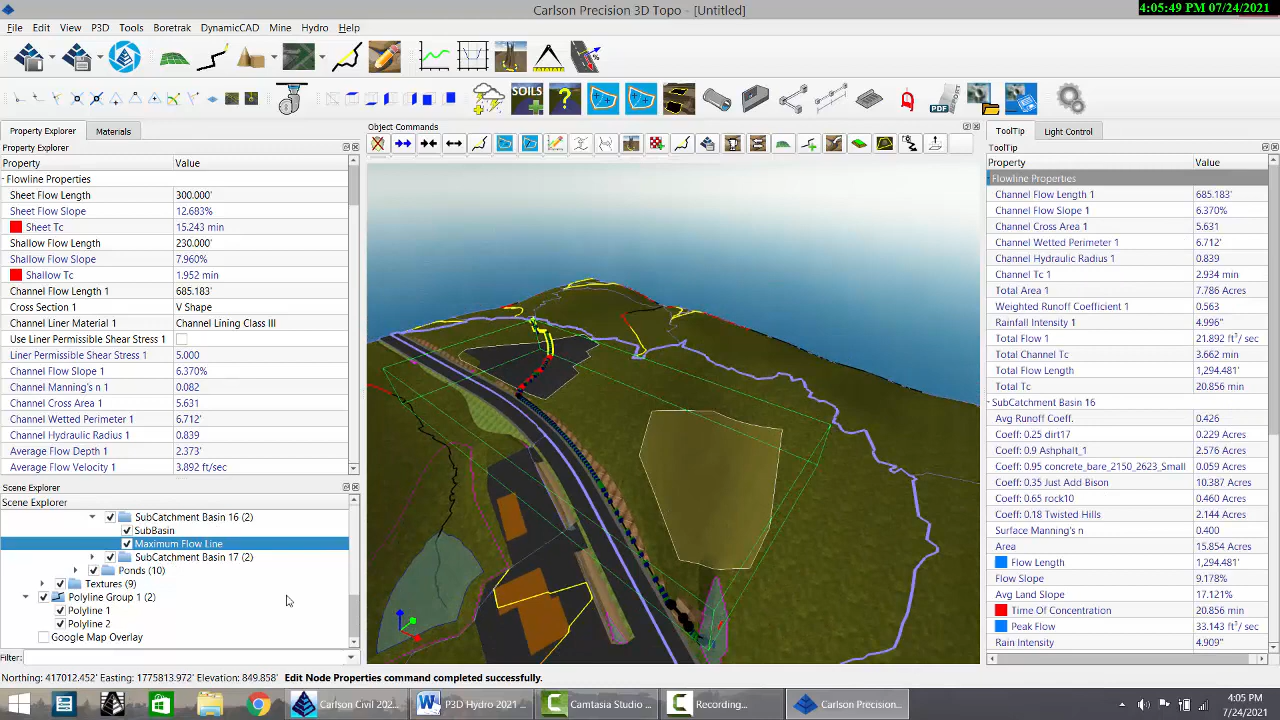 Carlson Precision 3D Topo - [Untitled]
4:05:49 PM 07/24/2021
File Edit View P3D Tools Boretrak DynamicCAD Mine Hydro Help
SOILS
PDF
Property Explorer Materials
Property Explorer
Property Value
Flowline Properties
Sheet Flow Length 300.000'
Sheet Flow Slope 12.683%
Sheet Tc 15.243 min
Shallow Flow Length 230.000'
Shallow Flow Slope 7.960%
Shallow Tc 1.952 min
Channel Flow Length 1 685.183'
Cross Section 1 V Shape
Channel Liner Material 1 Channel Lining Class III
Use Liner Permissible Shear Stress 1
Liner Permissible Shear Stress 1 5.000
Channel Flow Slope 1 6.370%
Channel Manning's n 1 0.082
Channel Cross Area 1 5.631
Channel Wetted Perimeter 1 6.712'
Channel Hydraulic Radius 1 0.839
Average Flow Depth 1 2.373'
Average Flow Velocity 1 3.892 ft/sec
Scene Explorer
Scene Explorer
SubCatchment Basin 16 (2)
SubBasin
Maximum Flow Line
SubCatchment Basin 17 (2)
Ponds (10)
Textures (9)
Polyline Group 1 (2)
Polyline 1
Polyline 2
Google Map Overlay
Filter:
Object Commands
ToolTip Light Control
ToolTip
Property Value
Flowline Properties
Channel Flow Length 1 685.183'
Channel Flow Slope 1 6.370%
Channel Cross Area 1 5.631
Channel Wetted Perimeter 1 6.712'
Channel Hydraulic Radius 1 0.839
Channel Tc 1 2.934 min
Total Area 1 7.786 Acres
Weighted Runoff Coefficient 1 0.563
Rainfall Intensity 1 4.996"
Total Flow 1 21.892 ft³/ sec
Total Channel Tc 3.662 min
Total Flow Length 1,294.481'
Total Tc 20.856 min
SubCatchment Basin 16
Avg Runoff Coeff. 0.426
Coeff: 0.25 dirt17 0.229 Acres
Coeff: 0.9 Ashphalt_1 2.576 Acres
Coeff: 0.95 concrete_bare_2150_2623_Small 0.059 Acres
Coeff: 0.35 Just Add Bison 10.387 Acres
Coeff: 0.65 rock10 0.460 Acres
Coeff: 0.18 Twisted Hills 2.144 Acres
Surface Manning's n 0.400
Area 15.854 Acres
Flow Length 1,294.481'
Flow Slope 9.178%
Avg Land Slope 17.121%
Time Of Concentration 20.856 min
Peak Flow 33.143 ft³/ sec
Rain Intensity 4.909"
Northing: 417012.452' Easting: 1775813.972' Elevation: 849.858' Edit Node Properties command completed successfully.
Carlson Civil 202... P3D Hydro 2021 ... Camtasia Studio ... Recording... Carlson Precision...
4:05 PM
7/24/2021